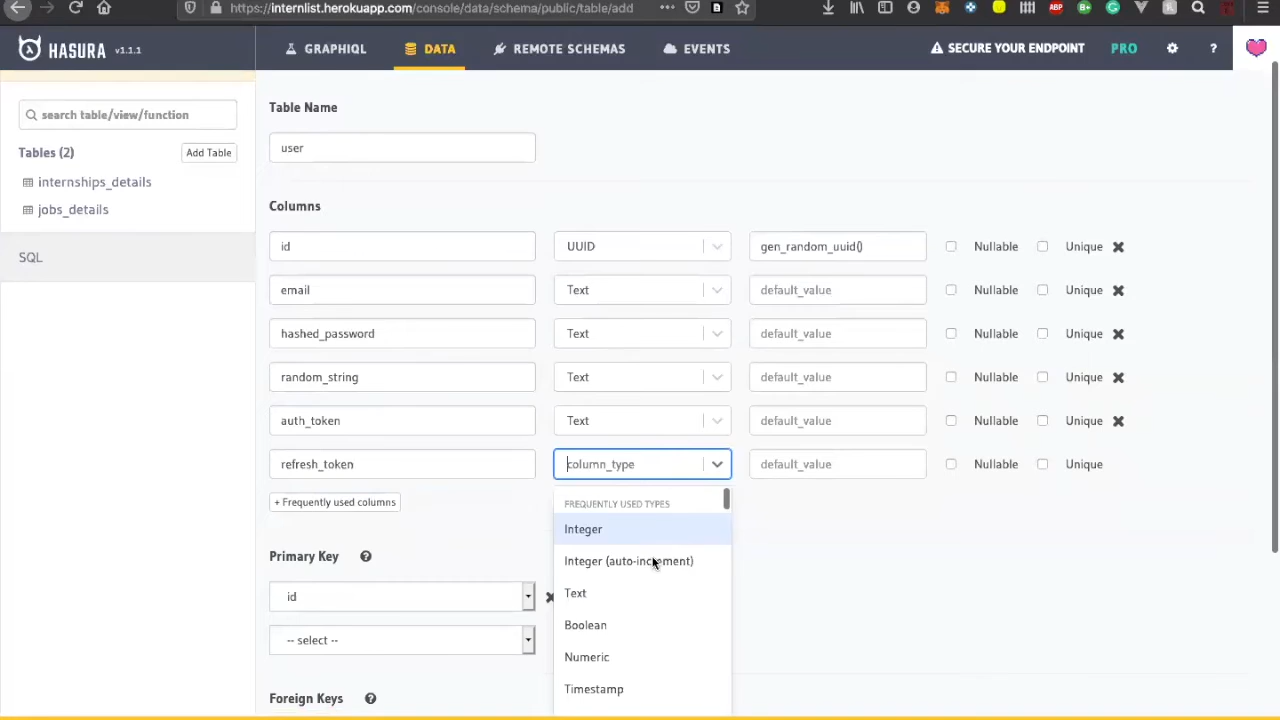 https://internlist.herokuapp.com/console/data/schema/public/table/add
HASURA v1.1.1
GRAPHIQL
DATA
REMOTE SCHEMAS
EVENTS
SECURE YOUR ENDPOINT
PRO
?
search table/view/function
Tables (2)
Add Table
internships_details
jobs_details
SQL
Table Name
user
Columns
id UUID gen_random_uuid() Nullable Unique
email Text default_value Nullable Unique
hashed_password Text default_value Nullable Unique
random_string Text default_value Nullable Unique
auth_token Text default_value Nullable Unique
refresh_token column_type default_value Nullable Unique
+ Frequently used columns
FREQUENTLY USED TYPES
Integer
Integer (auto-increment)
Text
Boolean
Numeric
Timestamp
Primary Key ?
id
-- select --
Foreign Keys ?